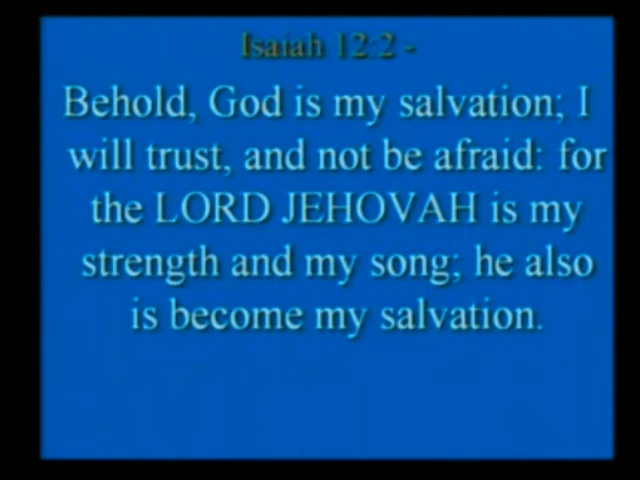 Isaiah 12:2 -
Behold, God is my salvation; I
will trust, and not be afraid: for
the LORD JEHOVAH is my
strength and my song; he also
is become my salvation.